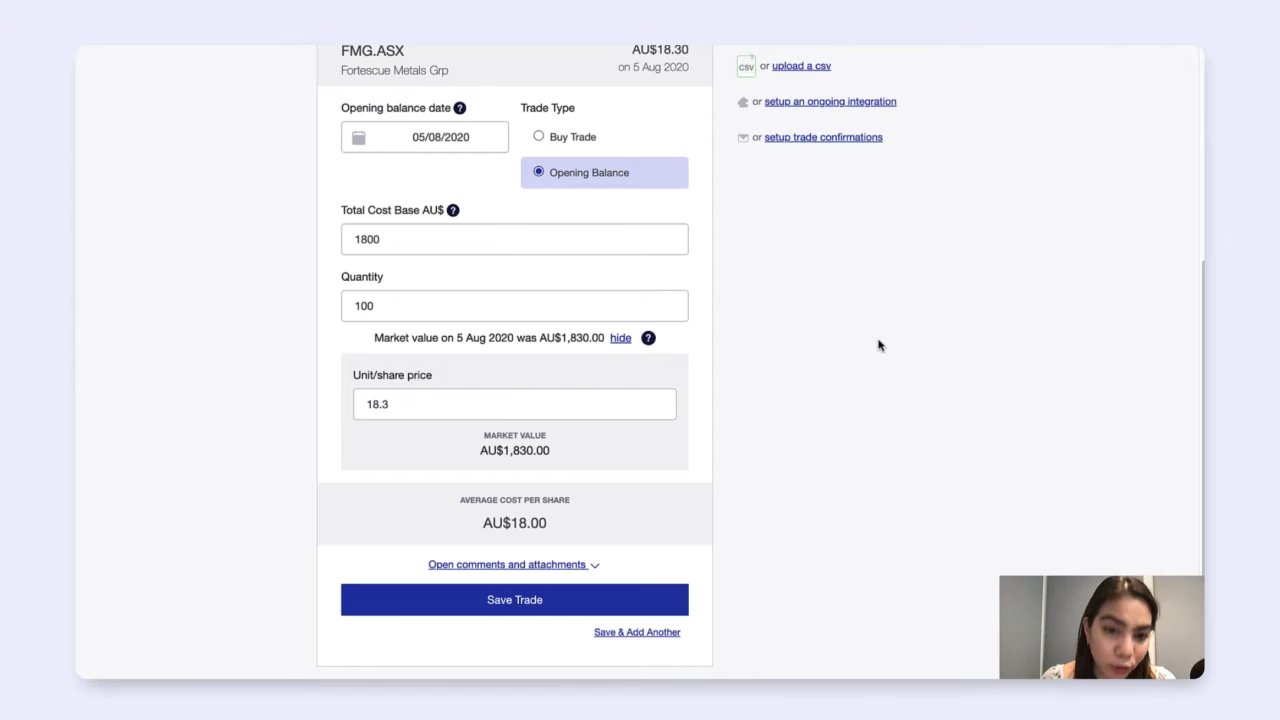 FMG.ASX
AU$18.30
Fortescue Metals Grp
on 5 Aug 2020
Opening balance date ?
Trade Type
05/08/2020
Buy Trade
Opening Balance
Total Cost Base AU$ ?
1800
Quantity
100
Market value on 5 Aug 2020 was AU$1,830.00 hide ?
Unit/share price
18.3
MARKET VALUE
AU$1,830.00
AVERAGE COST PER SHARE
AU$18.00
Open comments and attachments
Save Trade
Save & Add Another
CSV or upload a csv
or setup an ongoing integration
or setup trade confirmations